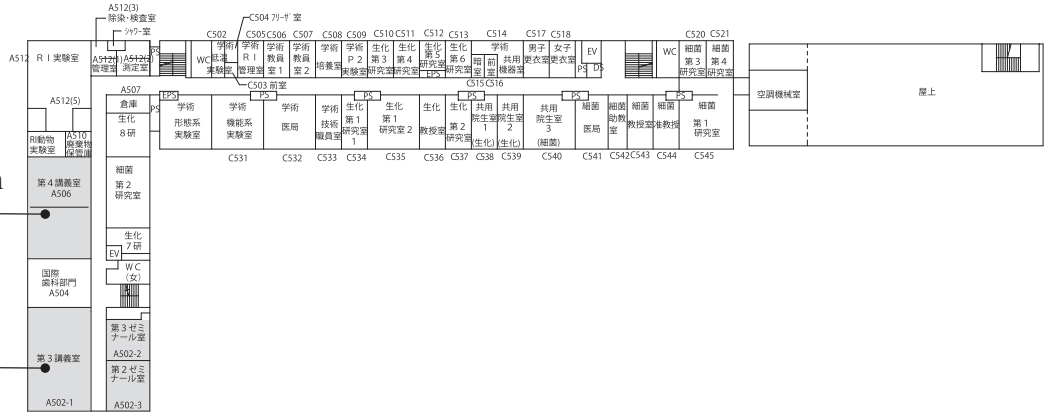 A512(3)
除染・検査室
シャワー室
A512 ＲＩ実験室
A512(1)
管理室
A512(2)
測定室
PS
WC
C502
学術
低温
実験室
C504 フリーザ室
C503 前室
C505
学術
ＲＩ
管理室
C506
学術
教員
室１
C507
学術
教員
室２
C508
学術
培養室
C509
学術
Ｐ２
実験室
C510
生化
第３
研究室
C511
生化
第４
研究室
C512
生化
第５
研究室
EPS
C513
生化
第６
研究室
C514
学術
共用
機器室
暗室
前室
C515
C516
C517
男子
更衣室
C518
女子
更衣室
EV
PS
DS
WC
C520
細菌
第３
研究室
C521
細菌
第４
研究室
空調機械室
屋上
A512(5)
RI動物
実験室
A510
廃棄物
保管庫
A507
倉庫
PS
生化
８研
EPS
学術
形態系
実験室
学術
機能系
実験室
C531
PS
学術
医局
C532
学術
技術
職員室
C533
PS
生化
第１
研究室
１
C534
生化
第１
研究室２
C535
生化
教授室
C536
PS
生化
第２
研究室
C537
共用
院生室
1
(生化)
C538
共用
院生室
2
(生化)
C539
共用
院生室
3
(細菌)
C540
PS
細菌
医局
C541
細菌
助教
室
C542
細菌
教授室
C543
細菌
准教授
C544
PS
細菌
第１
研究室
C545
第４講義室
A506
細菌
第２
研究室
生化
７研
EV
ＷＣ
（女）
国際
歯科部門
A504
第３講義室
A502-1
第３ゼミ
ナール室
A502-2
第２ゼミ
ナール室
A502-3